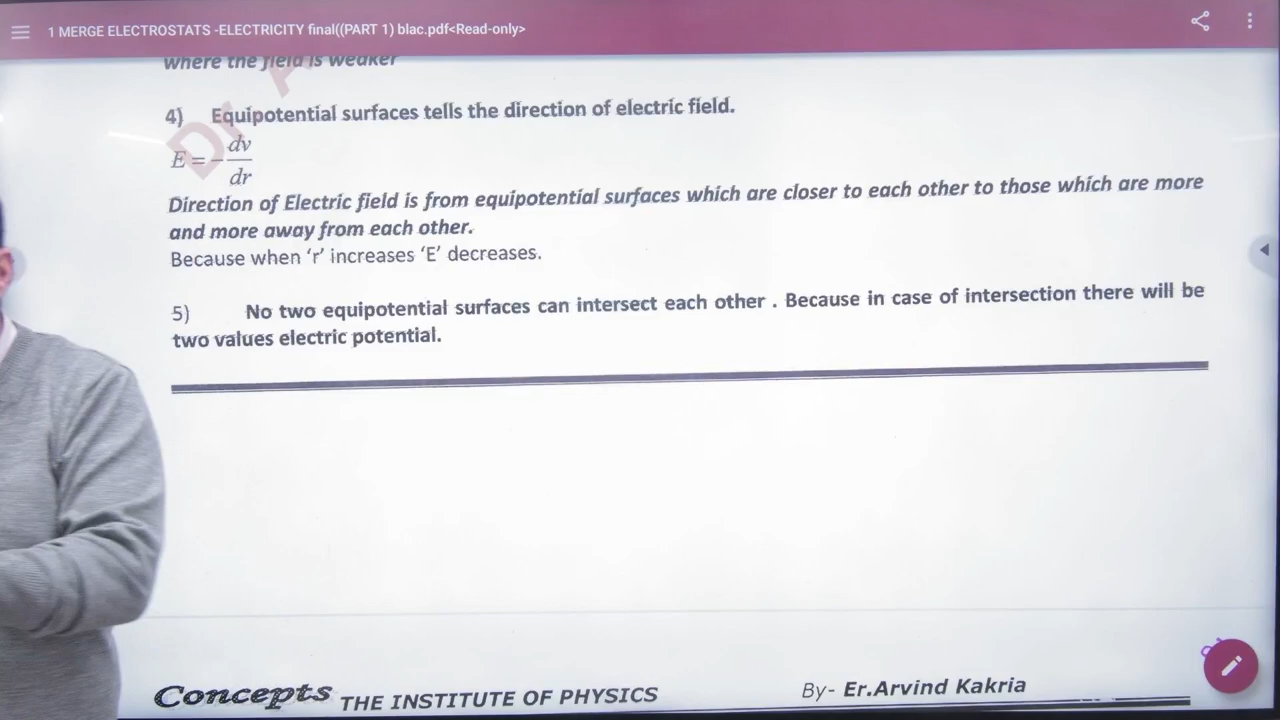 1 MERGE ELECTROSTATS -ELECTRICITY final((PART 1) blac.pdf<Read-only>
where the field is weaker
4) Equipotential surfaces tells the direction of electric field.
E = - dv/dr
Direction of Electric field is from equipotential surfaces which are closer to each other to those which are more
and more away from each other.
Because when ‘r’ increases ‘E’ decreases.
5) No two equipotential surfaces can intersect each other . Because in case of intersection there will be
two values electric potential.
Concepts THE INSTITUTE OF PHYSICS
By- Er.Arvind Kakria